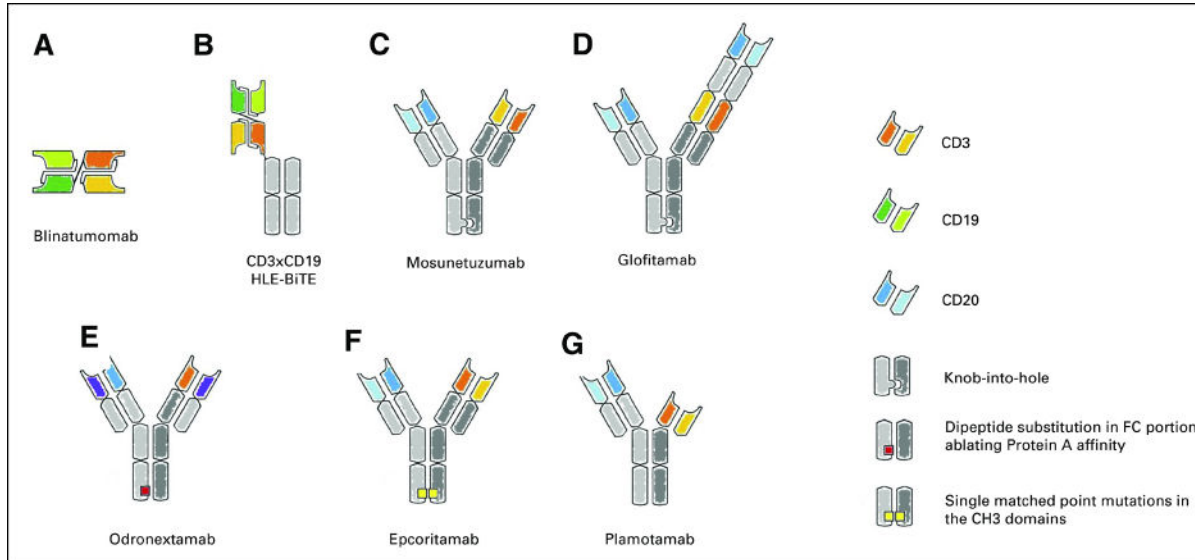 A
B
C
D
Blinatumomab
CD3xCD19
HLE-BiTE
Mosunetuzumab
Glofitamab
E
F
G
Odronextamab
Epcoritamab
Plamotamab
CD3
CD19
CD20
Knob-into-hole
Dipeptide substitution in FC portion
ablating Protein A affinity
Single matched point mutations in
the CH3 domains